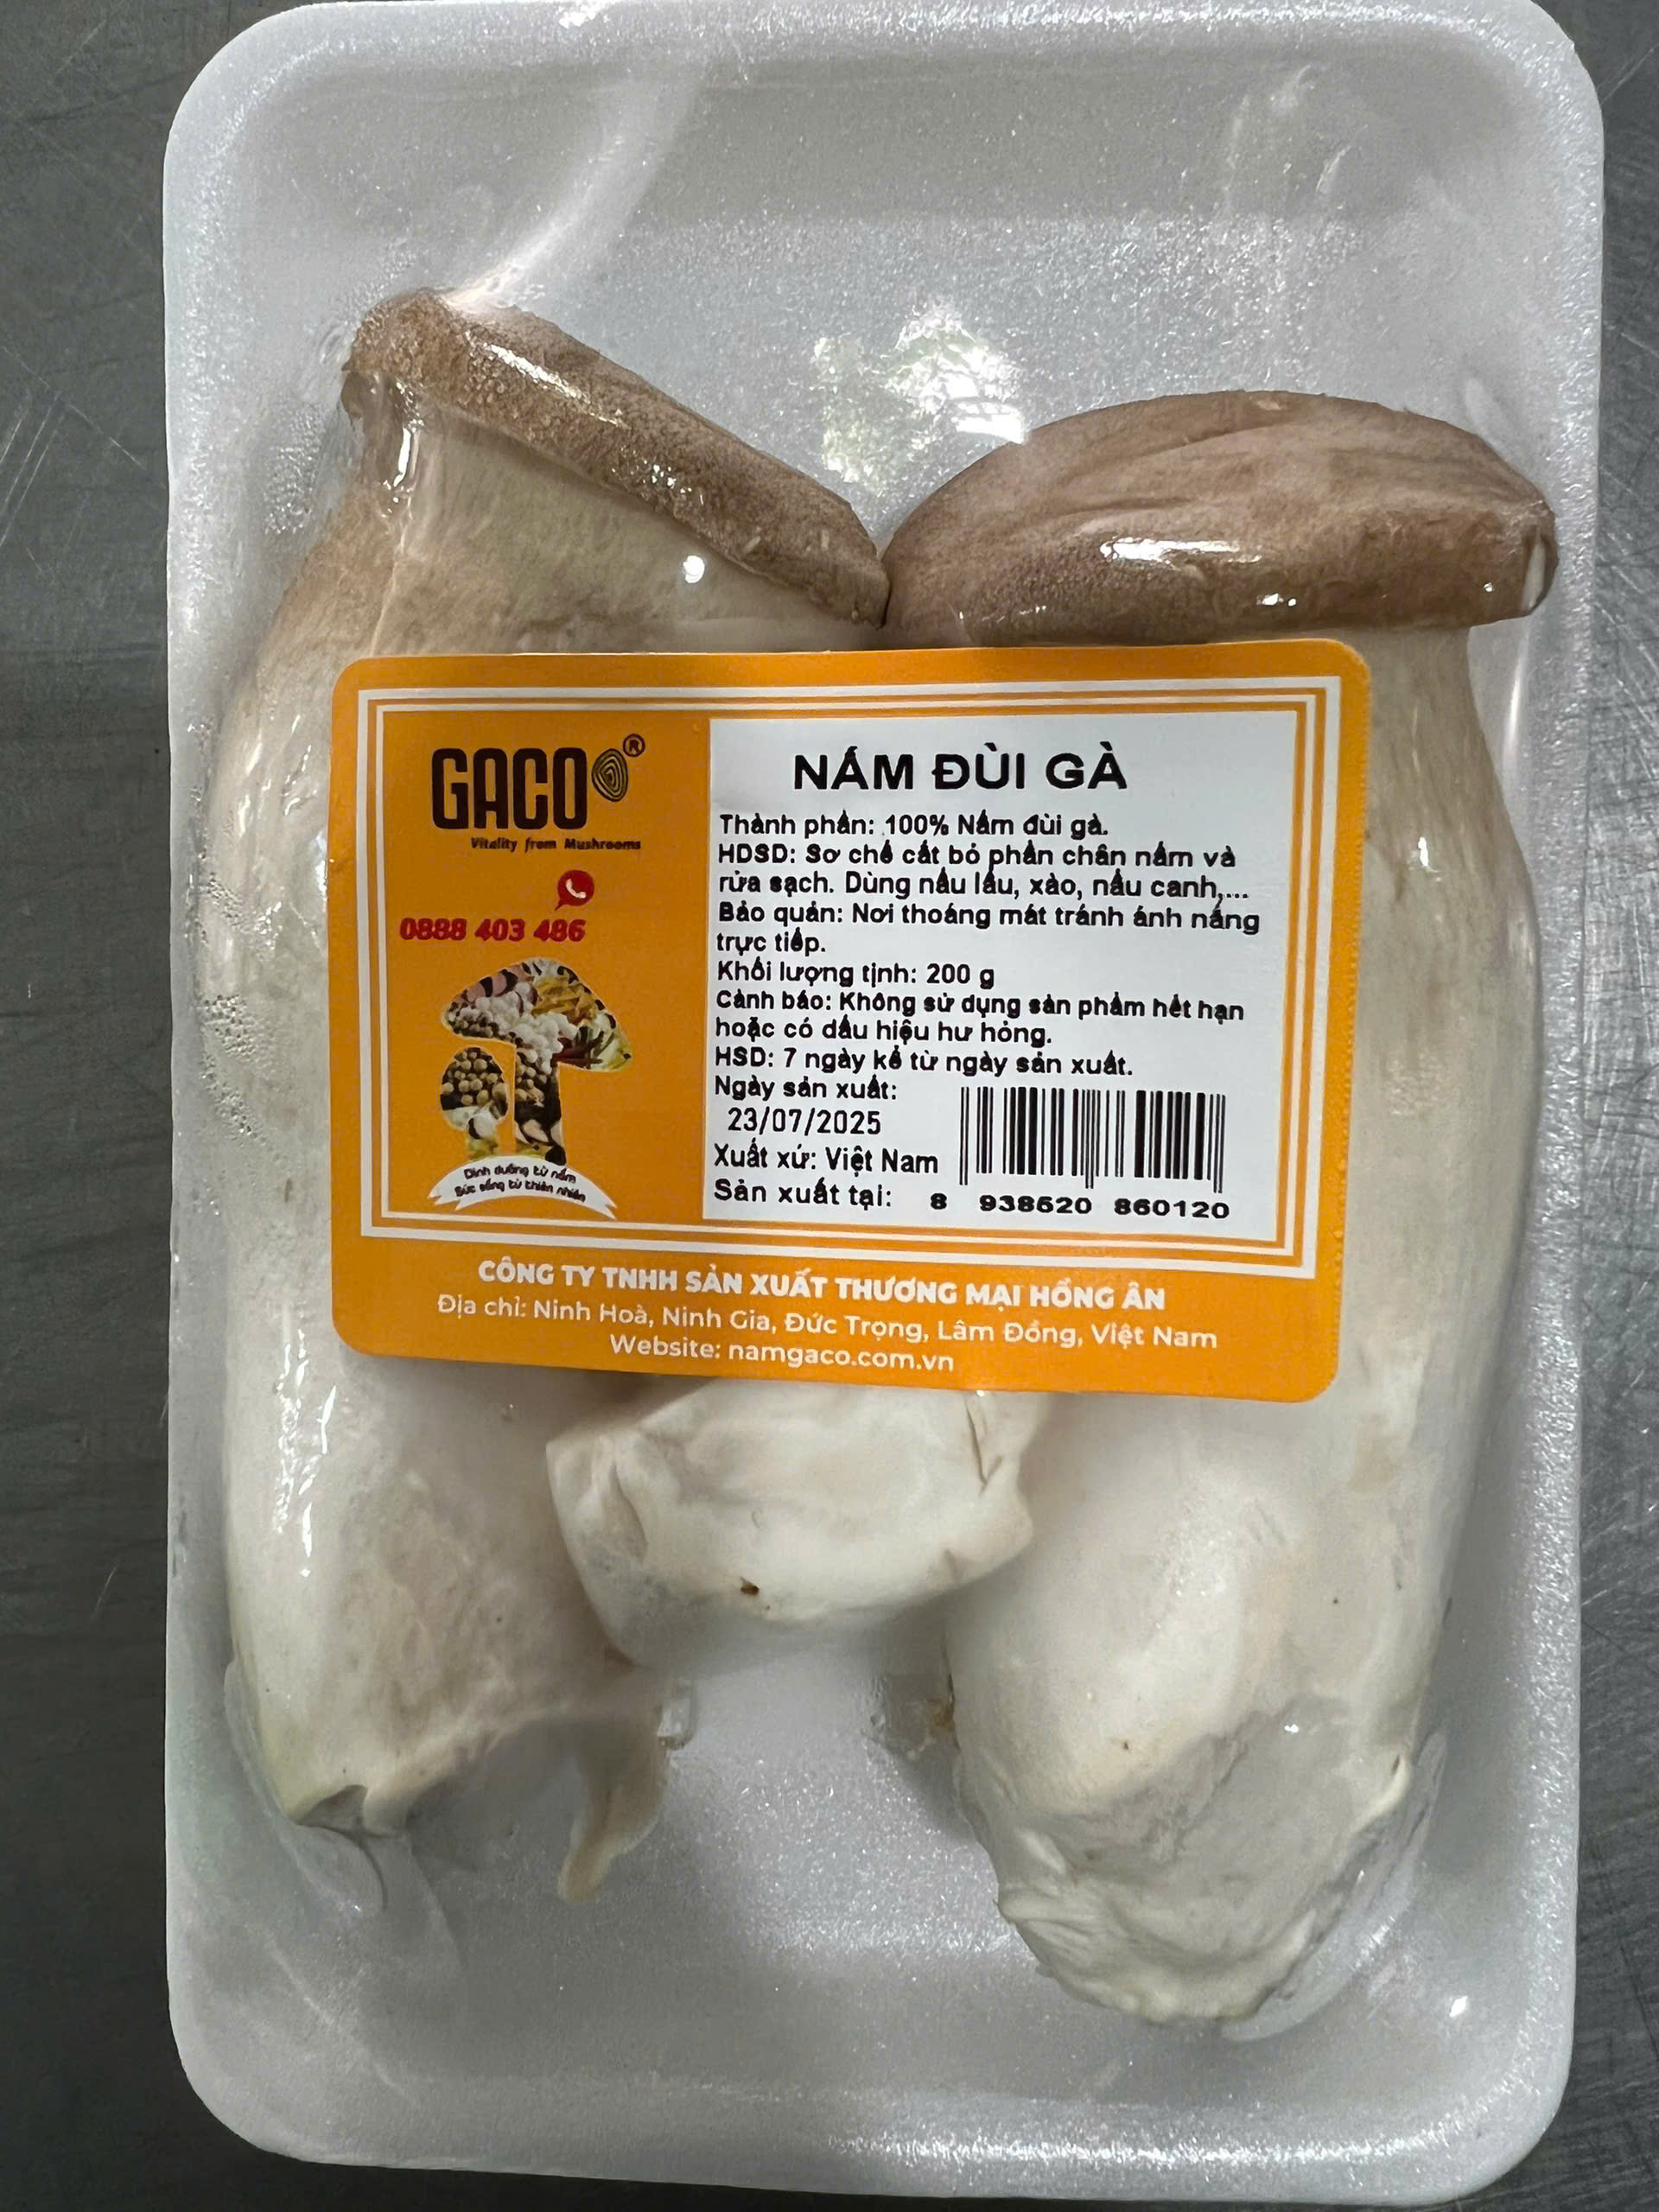 GACO®
Vitality from Mushrooms
0888 403 486
Dinh dưỡng từ nấm
Sức sống từ thiên nhiên
NẤM ĐÙI GÀ
Thành phần: 100% Nấm đùi gà.
HDSD: Sơ chế cắt bỏ phần chân nấm và
rửa sạch. Dùng nấu lẩu, xào, nấu canh,...
Bảo quản: Nơi thoáng mát tránh ánh nắng
trực tiếp.
Khối lượng tịnh: 200 g
Cảnh báo: Không sử dụng sản phẩm hết hạn
hoặc có dấu hiệu hư hỏng.
HSD: 7 ngày kể từ ngày sản xuất.
Ngày sản xuất:
23/07/2025
Xuất xứ: Việt Nam
Sản xuất tại:
8 938520 860120
CÔNG TY TNHH SẢN XUẤT THƯƠNG MẠI HỒNG ÂN
Địa chỉ: Ninh Hoà, Ninh Gia, Đức Trọng, Lâm Đồng, Việt Nam
Website: namgaco.com.vn